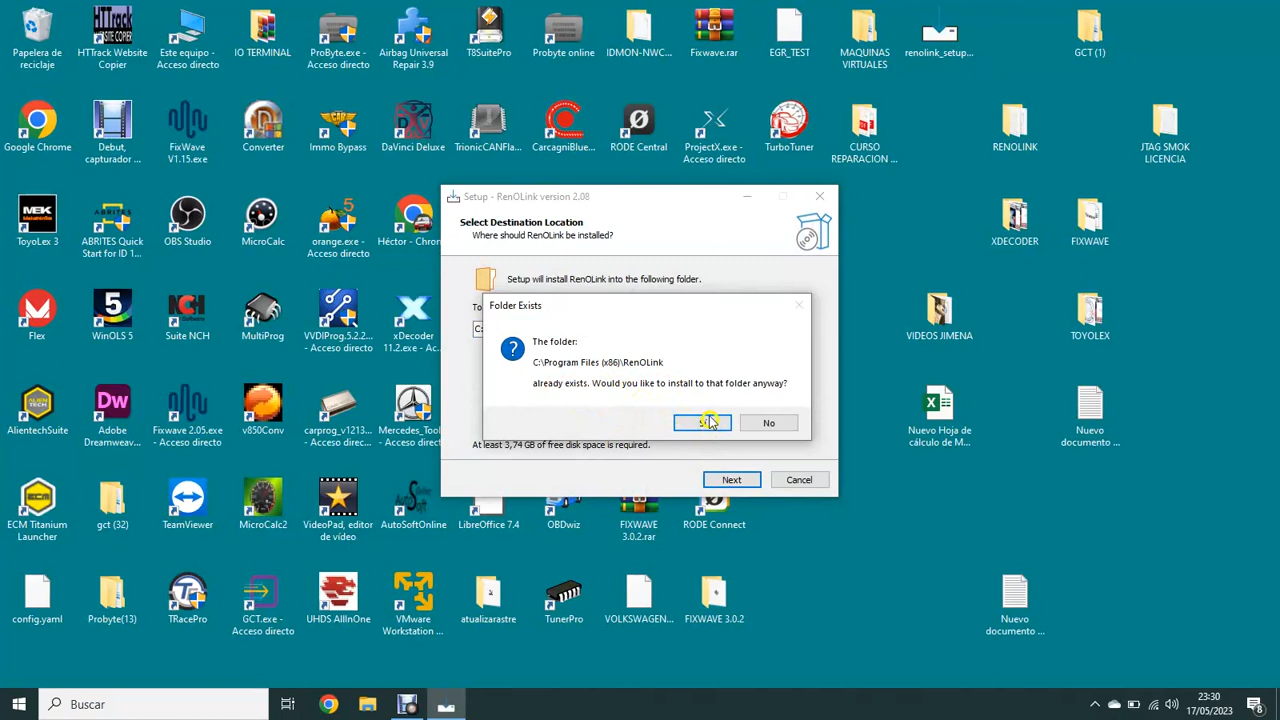 Papelera de
reciclaje
HTTrack Website
Copier
Este equipo -
Acceso directo
IO TERMINAL
ProByte.exe -
Acceso directo
Airbag Universal
Repair 3.9
T8SuitePro
Probyte online
IDMON-NWC...
Fixwave.rar
EGR_TEST
MAQUINAS
VIRTUALES
renolink_setup...
GCT (1)
Google Chrome
Debut,
capturador ...
FixWave
V1.15.exe
Converter
Immo Bypass
DaVinci Deluxe
TrionicCANFla...
CarcagniBlue...
RODE Central
ProjectX.exe -
Acceso directo
TurboTuner
CURSO
REPARACION ...
RENOLINK
JTAG SMOK
LICENCIA
ToyoLex 3
ABRITES Quick
Start for ID 1...
OBS Studio
MicroCalc
orange.exe -
Acceso directo
Héctor - Chrom
XDECODER
FIXWAVE
Flex
WinOLS 5
Suite NCH
MultiProg
VVDIProg.5.2.2...
- Acceso directo
xDecoder
11.2.exe - Ac...
VIDEOS JIMENA
TOYOLEX
AlientechSuite
Adobe
Dreamweav...
Fixwave 2.05.exe
- Acceso directo
v850Conv
carprog_v1213...
- Acceso direc...
Mercedes_Tool
Acceso direct
Nuevo Hoja de
cálculo de M...
Nuevo
documento ...
ECM Titanium
Launcher
gct (32)
TeamViewer
MicroCalc2
VideoPad, editor
de vídeo
AutoSoftOnline
LibreOffice 7.4
OBDwiz
FIXWAVE
3.0.2.rar
RODE Connect
config.yaml
Probyte(13)
TRacePro
GCT.exe -
Acceso directo
UHDS AllInOne
VMware
Workstation ...
atualizarastre
TunerPro
VOLKSWAGEN...
FIXWAVE 3.0.2
Nuevo
documento ...
Setup - RenOLink version 2.08
Select Destination Location
Where should RenOLink be installed?
Setup will install RenOLink into the following folder.
To
C:
Folder Exists
The folder:
C:\Program Files (x86)\RenOLink
already exists. Would you like to install to that folder anyway?
No
At least 3,74 GB of free disk space is required.
Next
Cancel
Buscar
23:30
17/05/2023
8